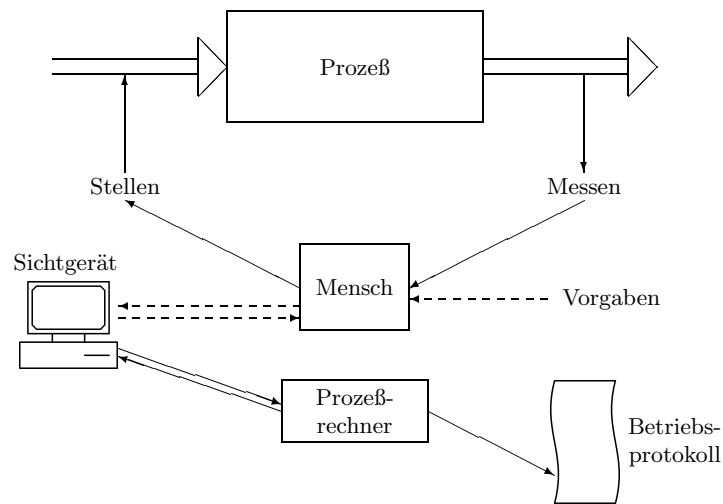 Prozeß
Stellen
Messen
Sichtgerät
Mensch
Vorgaben
Prozeß-
rechner
Betriebs-
protokoll